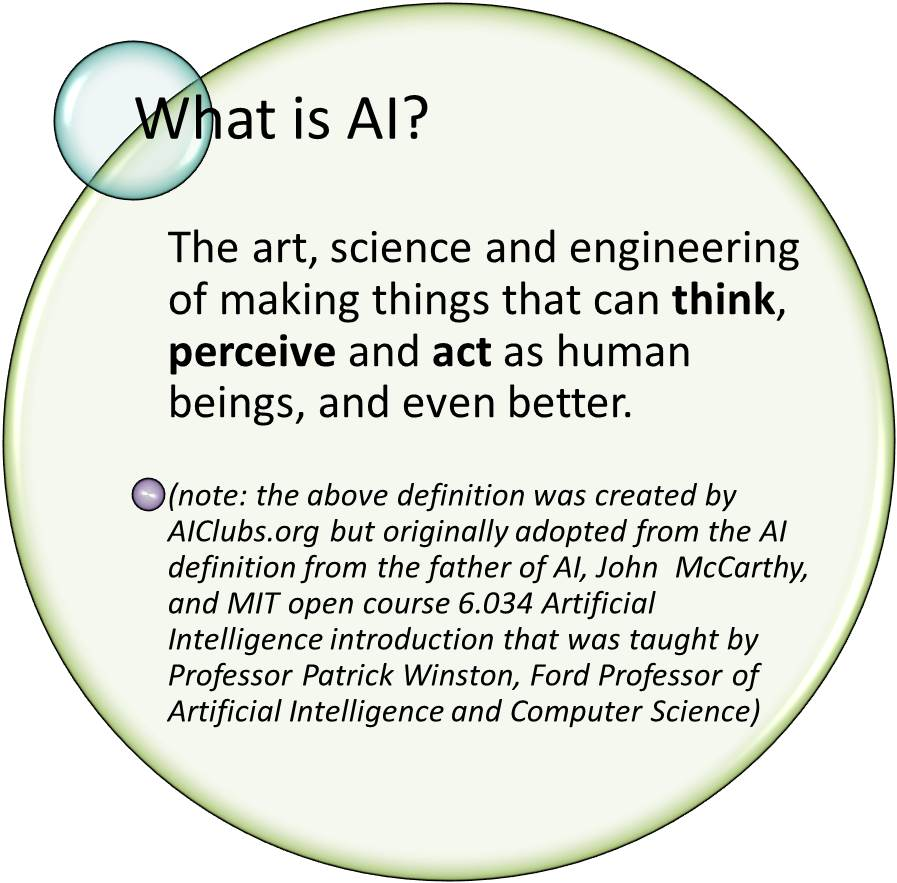 What is AI?
The art, science and engineering
of making things that can think,
perceive and act as human
beings, and even better.
(note: the above definition was created by
AIClubs.org but originally adopted from the AI
definition from the father of AI, John  McCarthy,
and MIT open course 6.034 Artificial
Intelligence introduction that was taught by
Professor Patrick Winston, Ford Professor of
Artificial Intelligence and Computer Science)